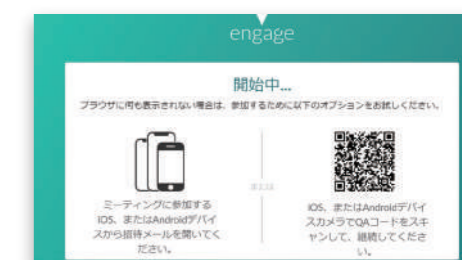 engage
開始中...
ブラウザに何も表示されない場合は、参加するために以下のオプションをお試しください。
ミーティングに参加する
iOS、またはAndroidデバイ
スから招待メールを開いてく
ださい。
または
iOS、またはAndroidデバイ
スカメラでQAコードをスキ
ャンして、継続してくださ
い。